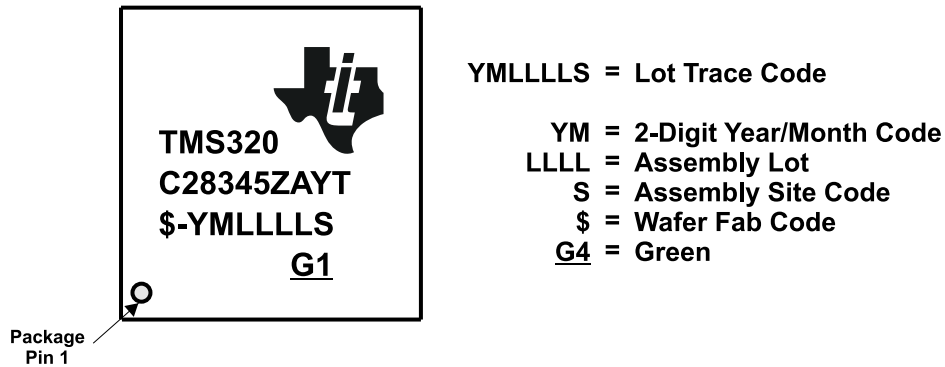 TMS320
C28345ZAYT
$-YMLLLLS
G1
Package
Pin 1
YMLLLLS = Lot Trace Code
YM = 2-Digit Year/Month Code
LLLL = Assembly Lot
S = Assembly Site Code
$ = Wafer Fab Code
G4 = Green